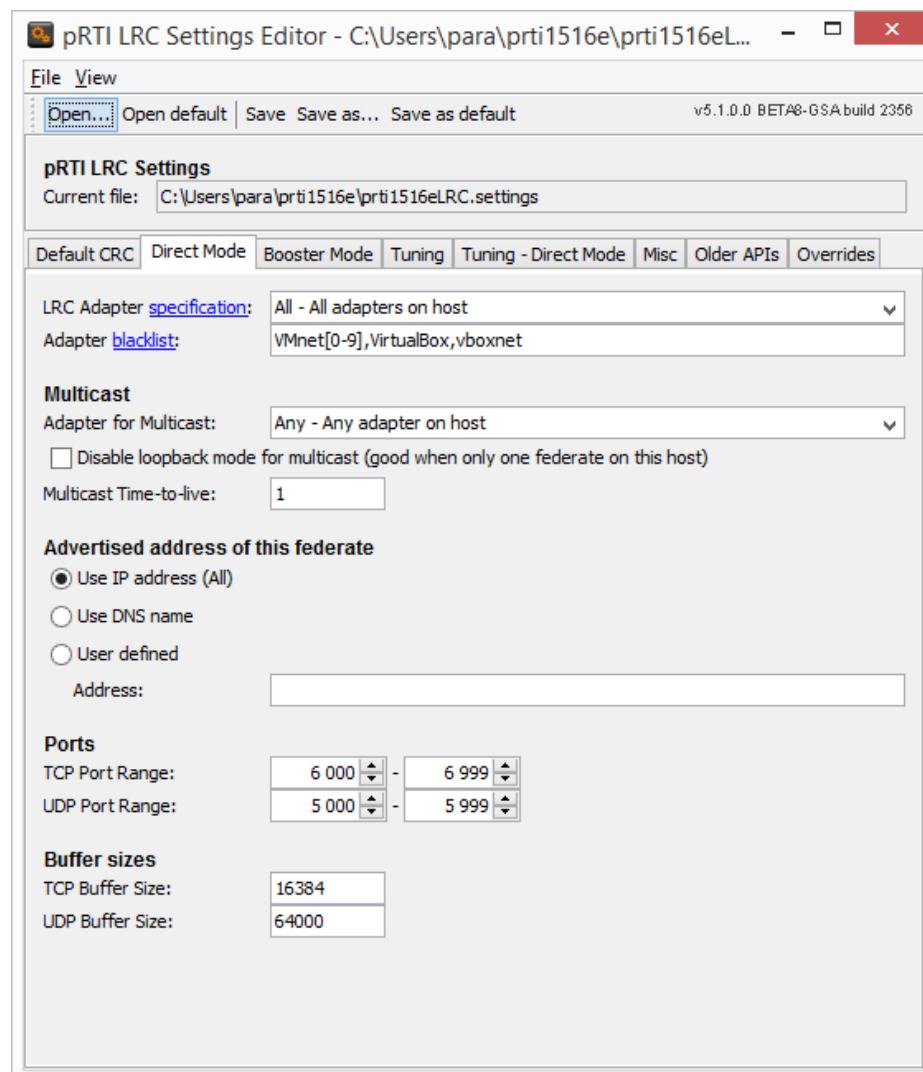 pRTI LRC Settings Editor - C:\Users\para\prti1516e\prti1516eL...
File View
Open... Open default Save Save as... Save as default v5.1.0.0 BETA8-GSA build 2356
pRTI LRC Settings
Current file: C:\Users\para\prti1516e\prti1516eLRC.settings
Default CRC Direct Mode Booster Mode Tuning Tuning - Direct Mode Misc Older APIs Overrides
LRC Adapter specification: All - All adapters on host
Adapter blacklist: VMnet[0-9],VirtualBox,vboxnet
Multicast
Adapter for Multicast: Any - Any adapter on host
Disable loopback mode for multicast (good when only one federate on this host)
Multicast Time-to-live: 1
Advertised address of this federate
Use IP address (All)
Use DNS name
User defined
Address:
Ports
TCP Port Range: 6 000 - 6 999
UDP Port Range: 5 000 - 5 999
Buffer sizes
TCP Buffer Size: 16384
UDP Buffer Size: 64000